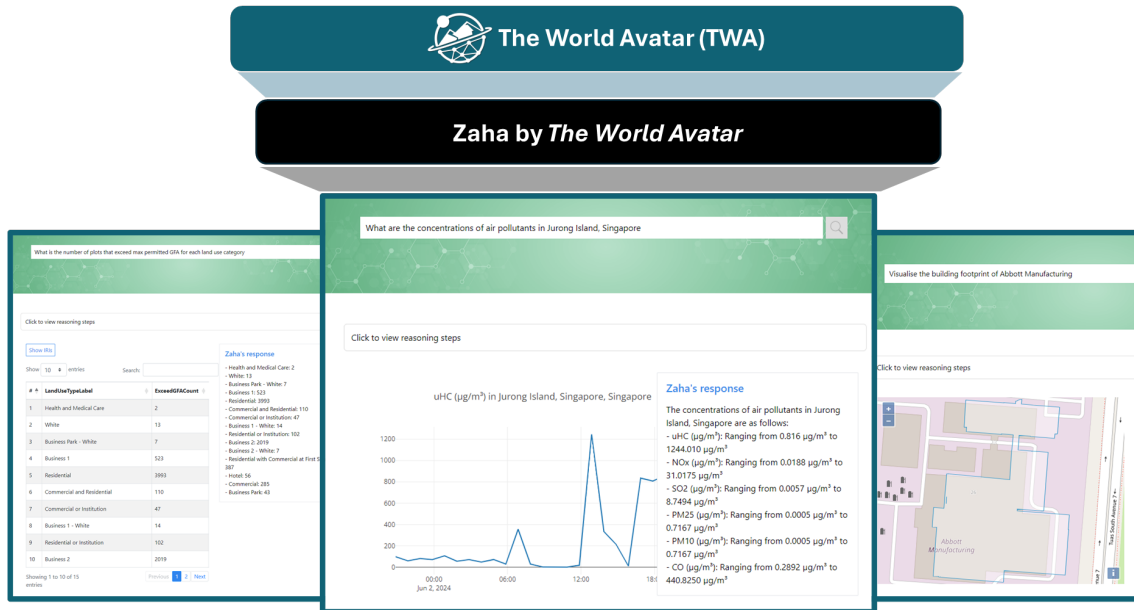 The World Avatar (TWA)
Zaha by The World Avatar
What is the number of plots that exceed max permitted GFA for each land use category
Click to view reasoning steps
Show IRIs
Show 10 entries
Search:
# LandUseTypeLabel ExceedGFACount
1 Health and Medical Care 2
2 White 13
3 Business Park - White 7
4 Business 1 523
5 Residential 3993
6 Commercial and Residential 110
7 Commercial or Institution 47
8 Business 1 - White 14
9 Residential or Institution 102
10 Business 2 2019
Showing 1 to 10 of 15
entries
Previous 1 2 Next
Zaha's response
- Health and Medical Care: 2
- White: 13
- Business Park - White: 7
- Business 1: 523
- Residential: 3993
- Commercial and Residential: 110
- Commercial or Institution: 47
- Business 1 - White: 14
- Residential or Institution: 102
- Business 2: 2019
- Business 2 - White: 7
- Residential with Commercial at First S
387
- Hotel: 56
- Commercial: 285
- Business Park: 43
What are the concentrations of air pollutants in Jurong Island, Singapore
Click to view reasoning steps
uHC (μg/m³) in Jurong Island, Singapore, Singapore
1200
1000
800
600
400
200
0
00:00 06:00 12:00 18:0
Jun 2, 2024
Zaha's response
The concentrations of air pollutants in Jurong
Island, Singapore are as follows:
- uHC (μg/m³): Ranging from 0.816 μg/m³ to
1244.010 μg/m³
- NOx (μg/m³): Ranging from 0.0188 μg/m³ to
31.0175 μg/m³
- SO2 (μg/m³): Ranging from 0.0057 μg/m³ to
8.7494 μg/m³
- PM25 (μg/m³): Ranging from 0.0005 μg/m³ to
0.7167 μg/m³
- PM10 (μg/m³): Ranging from 0.0005 μg/m³ to
0.7167 μg/m³
- CO (μg/m³): Ranging from 0.2892 μg/m³ to
440.8250 μg/m³
Visualise the building footprint of Abbott Manufacturing
Click to view reasoning steps
+
−
Abbott
Manufacturing
Tuas South Avenue 7
nue 7
i